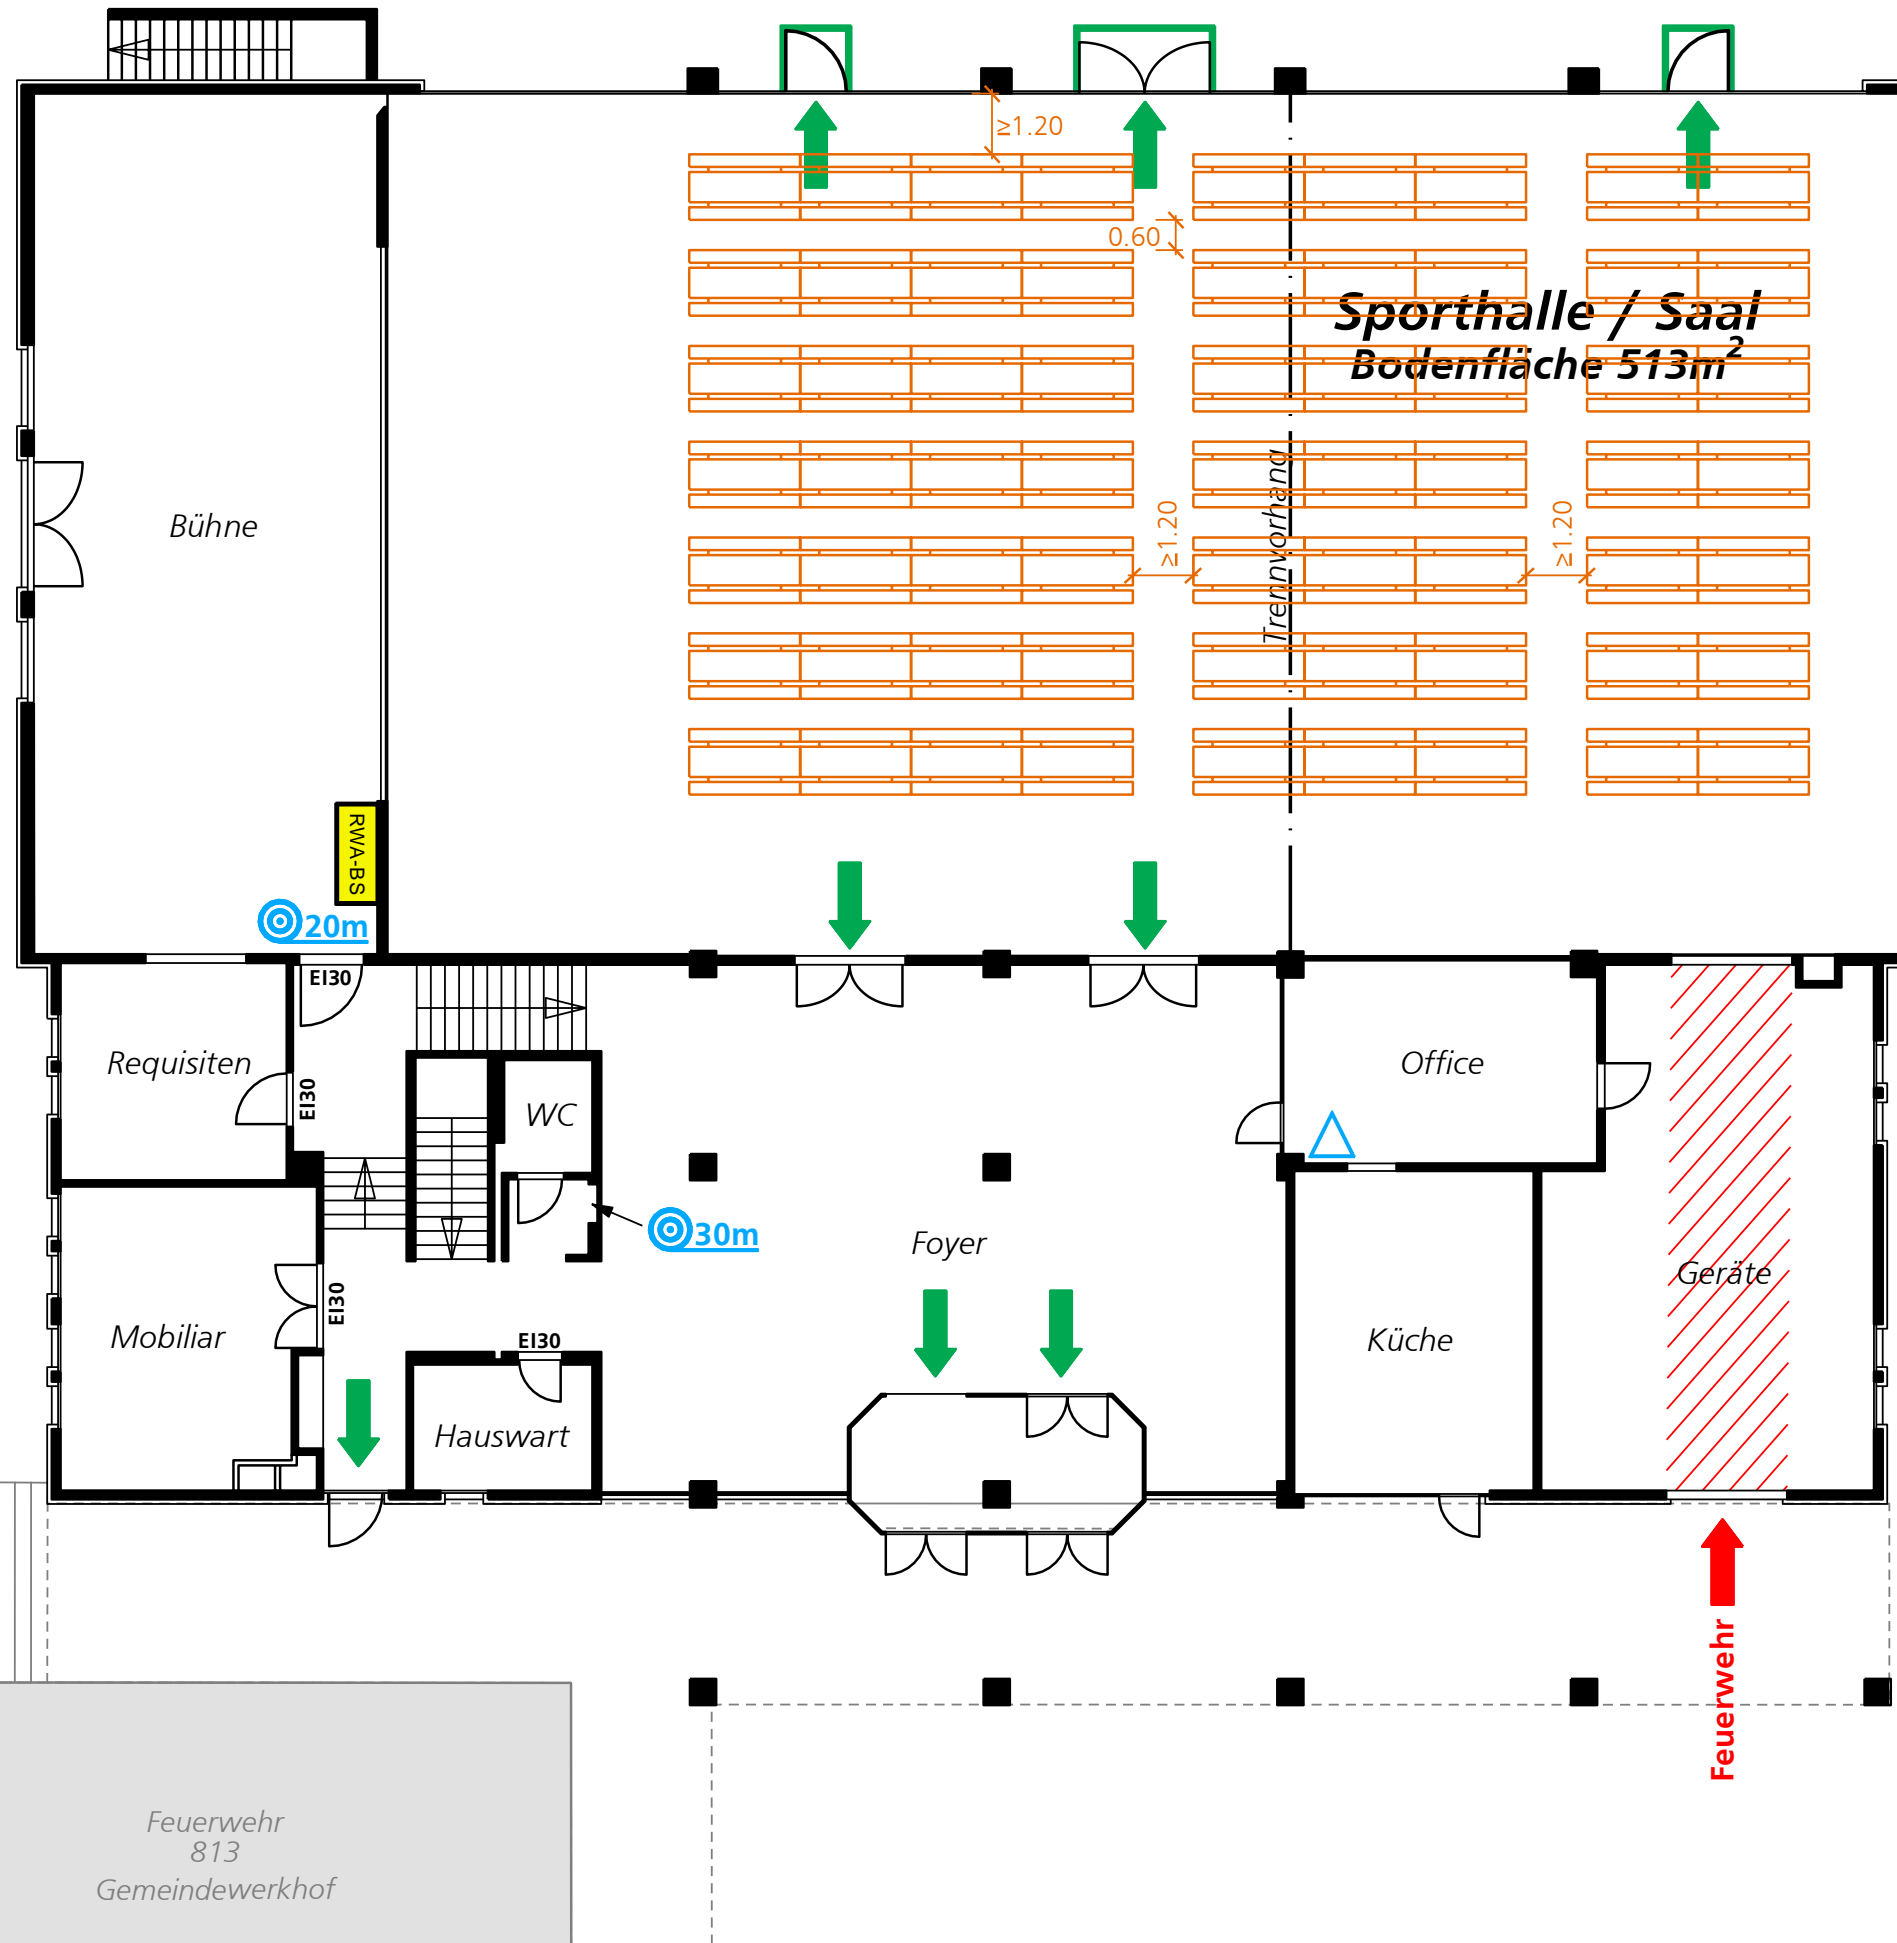 ≥1.20
0.60
Sporthalle / Saal
Bodenfläche 513m²
Bühne
Trennvorhang
≥1.20
≥1.20
RWA-BS
20m
EI30
Requisiten
EI30
WC
Office
30m
Foyer
Geräte
EI30
Mobiliar
EI30
Küche
Hauswart
Feuerwehr
Feuerwehr
813
Gemeindewerkhof